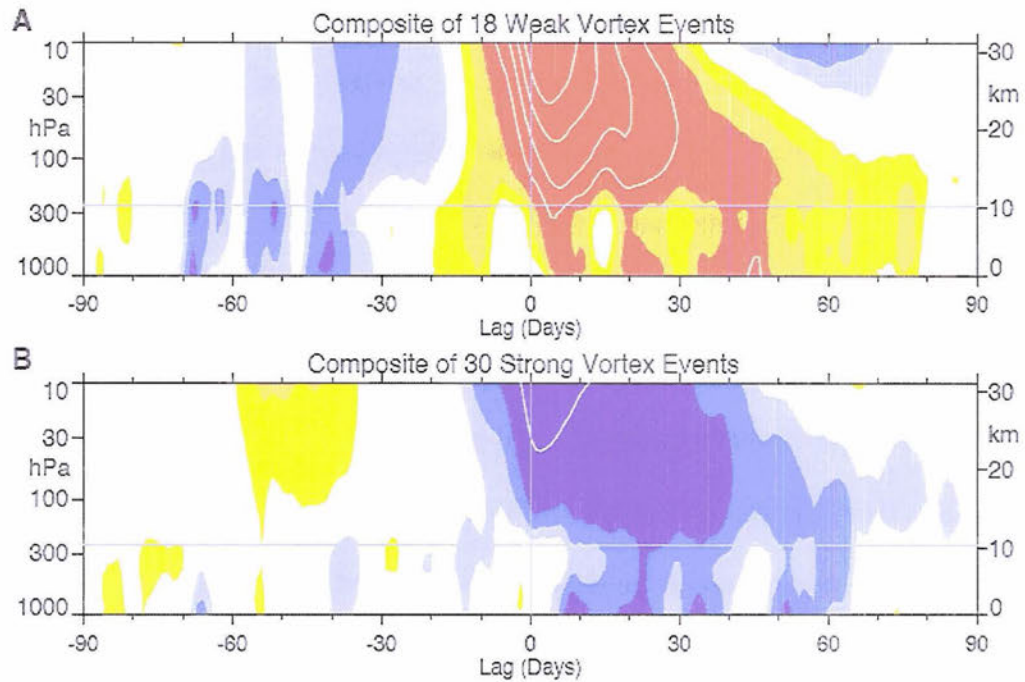 A
Composite of 18 Weak Vortex Events
10
30
hPa
100
300
1000
30
km
20
10
0
-90 -60 -30 0 30 60 90
Lag (Days)
B
Composite of 30 Strong Vortex Events
10
30
hPa
100
300
1000
30
km
20
10
0
-90 -60 -30 0 30 60 90
Lag (Days)